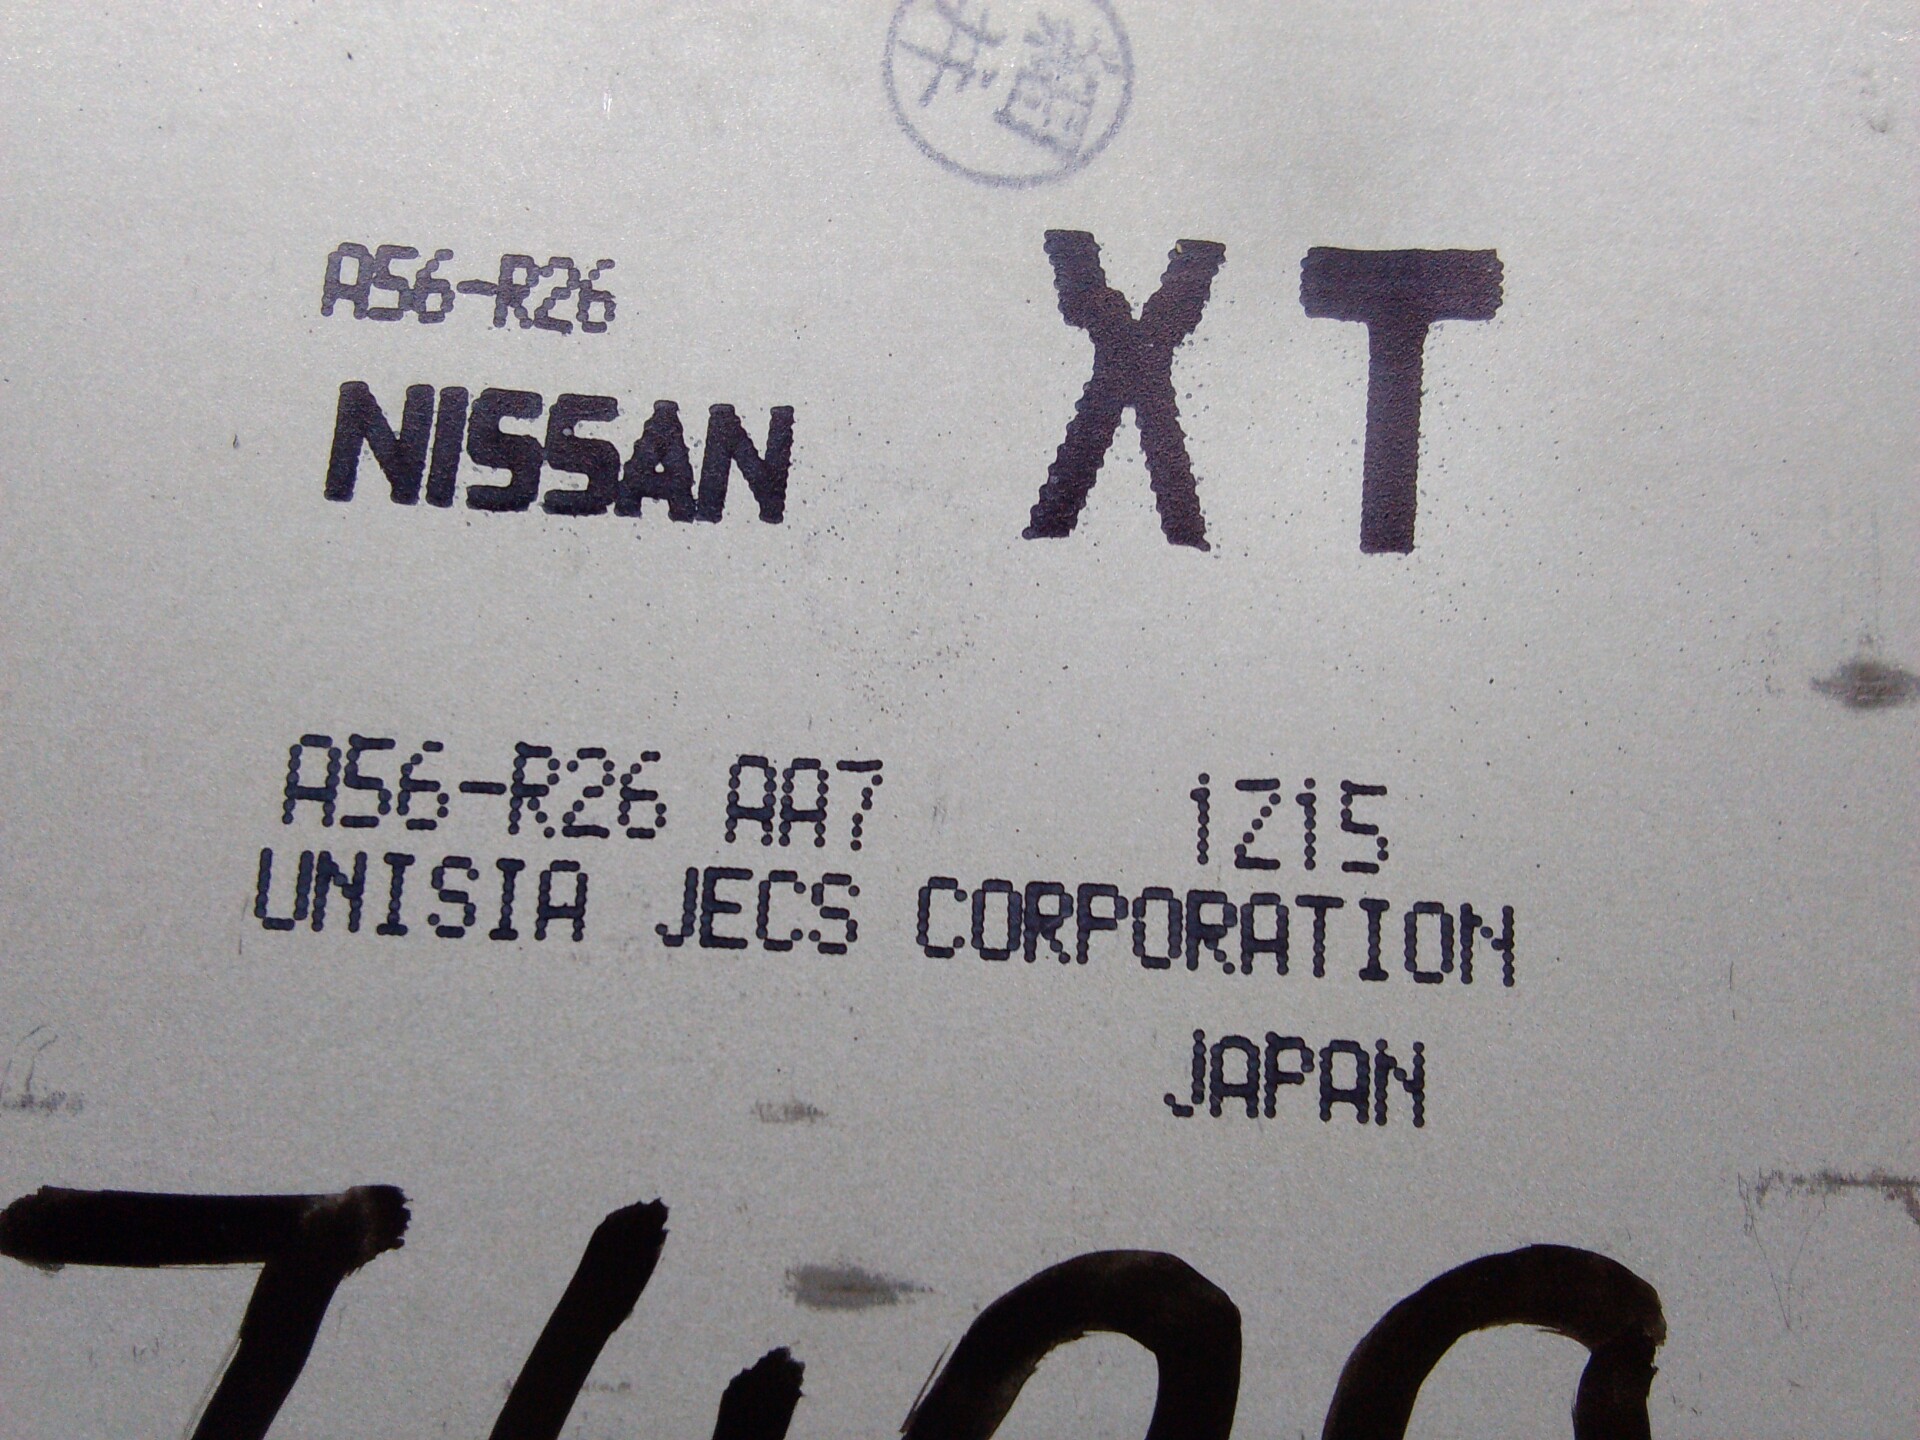 A56-R26
XT
NISSAN
A56-R26 AA7 1Z15
UNISIA JECS CORPORATION
JAPAN